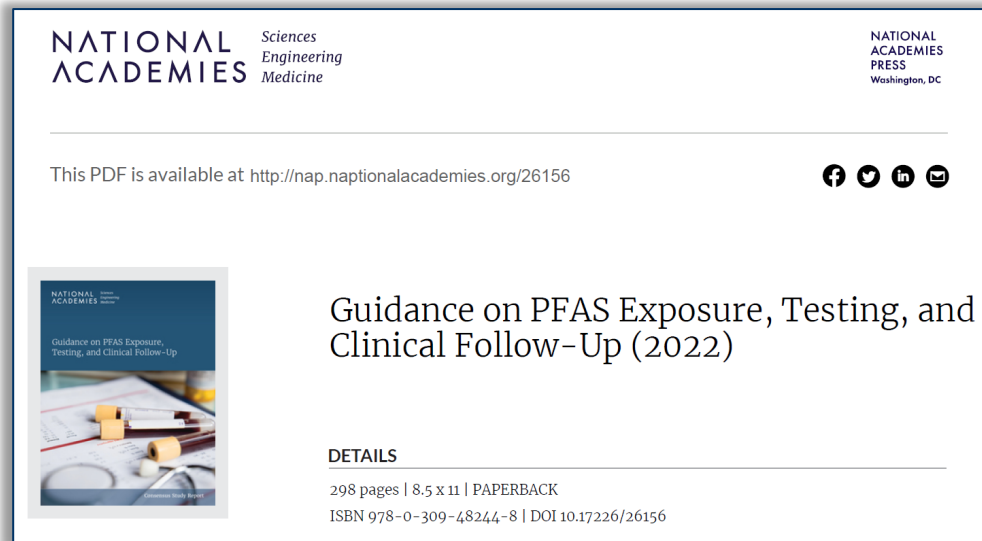 NATIONAL
ACADEMIES
Sciences
Engineering
Medicine
NATIONAL
ACADEMIES
PRESS
Washington, DC
This PDF is available at http://nap.naptionalacademies.org/26156
NATIONAL
ACADEMIES
Sciences
Engineering
Medicine
Guidance on PFAS Exposure,
Testing, and Clinical Follow-Up
Consensus Study Report
Guidance on PFAS Exposure, Testing, and
Clinical Follow-Up (2022)
DETAILS
298 pages | 8.5 x 11 | PAPERBACK
ISBN 978-0-309-48244-8 | DOI 10.17226/26156